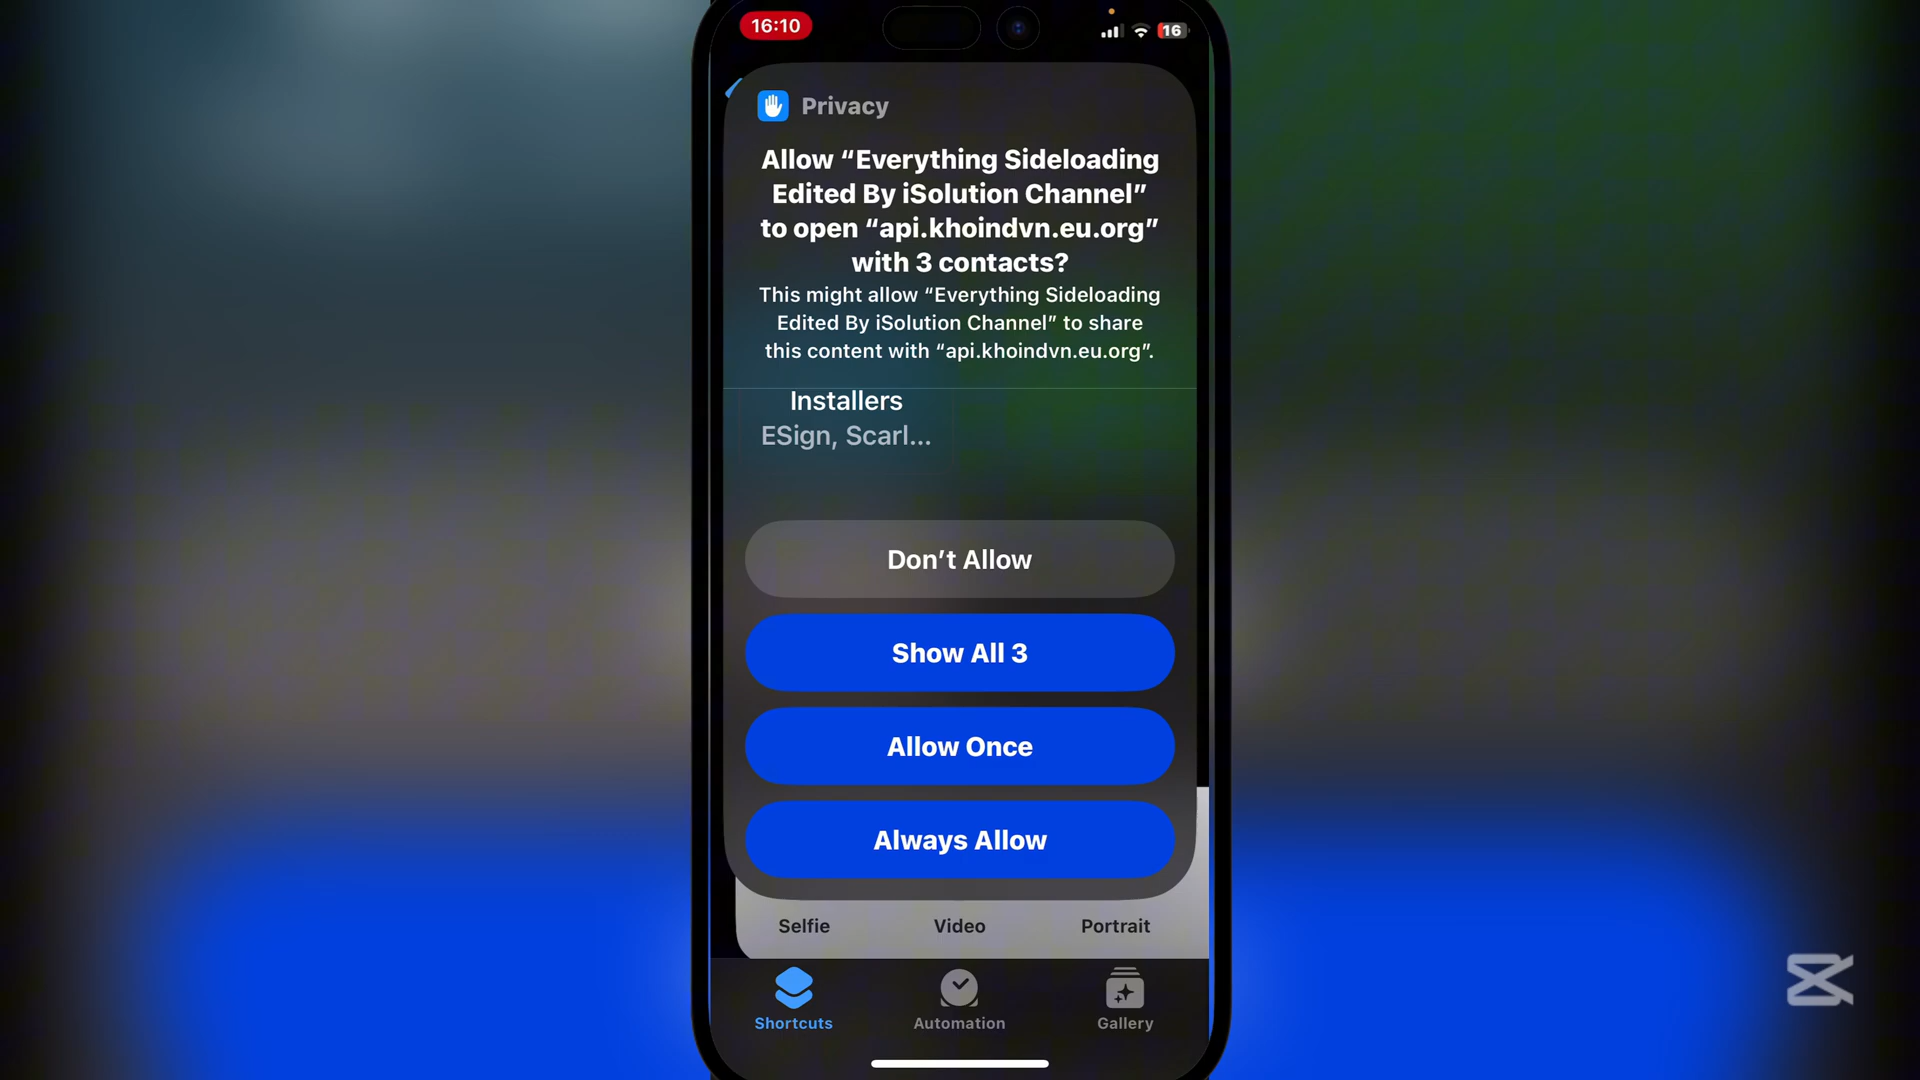 16:10
16
Privacy
Allow “Everything Sideloading
Edited By iSolution Channel”
to open “api.khoindvn.eu.org”
with 3 contacts?
This might allow “Everything Sideloading
Edited By iSolution Channel” to share
this content with “api.khoindvn.eu.org”.
Installers
ESign, Scarl...
Don’t Allow
Show All 3
Allow Once
Always Allow
Selfie Video Portrait
Shortcuts Automation Gallery